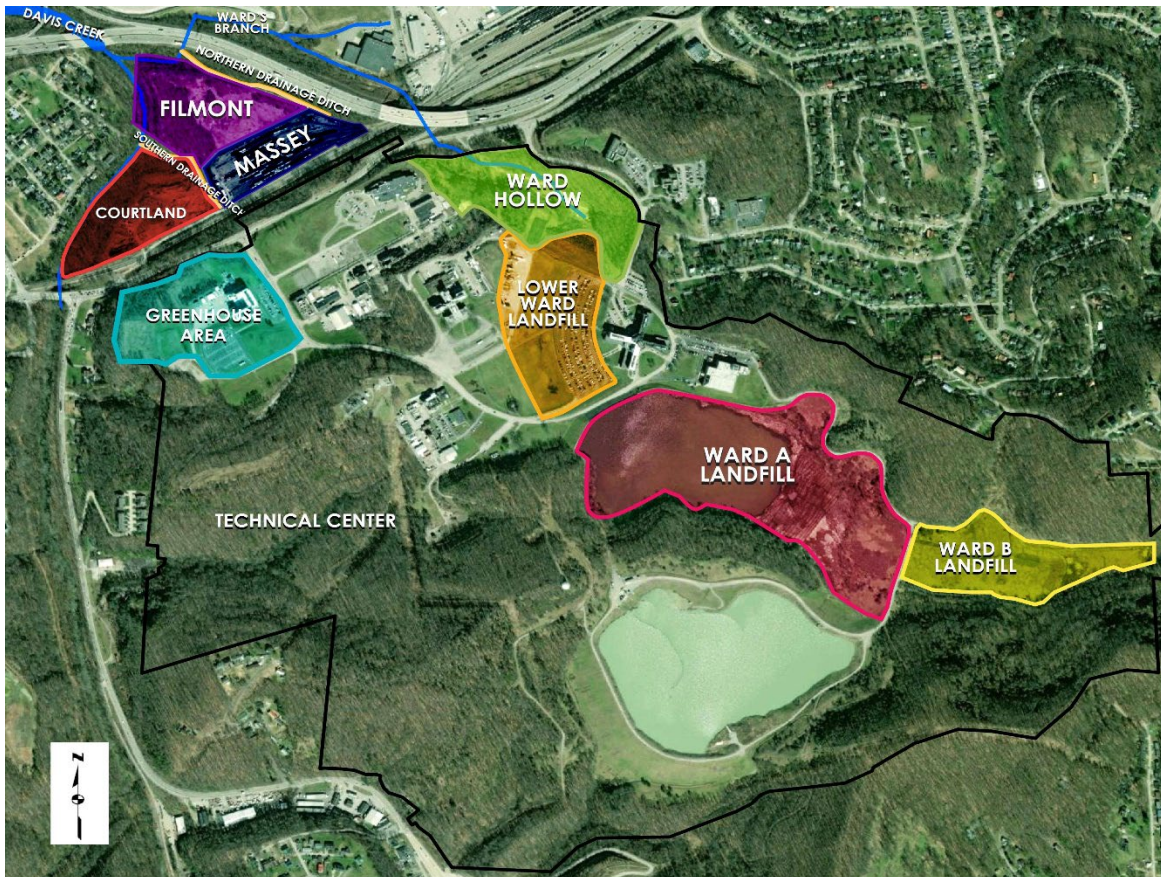 DAVIS CREEK
WARD'S
BRANCH
NORTHERN DRAINAGE DITCH
FILMONT
MASSEY
SOUTHERN DRAINAGE DITCH
COURTLAND
WARD
HOLLOW
LOWER
WARD
LANDFILL
GREENHOUSE
AREA
WARD A
LANDFILL
TECHNICAL CENTER
WARD B
LANDFILL
N